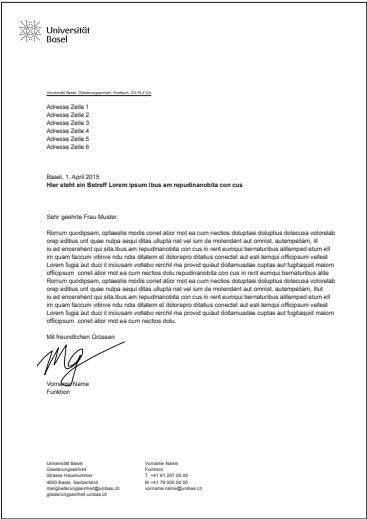 Universität
Basel
Universität Basel, Gliederungseinheit, Postfach, CH-PLZ Ort
Adresse Zeile 1
Adresse Zeile 2
Adresse Zeile 3
Adresse Zeile 4
Adresse Zeile 5
Adresse Zeile 6
Basel, 1. April 2015
Hier steht ein Betreff Lorem ipsum Ibus am repudinanobita con cus
Sehr geehrte Frau Muster,
Rorrum quodipsam, optaestis modis conet atior mot ea cum nectios doluptasi doluptius dolecusa volorelab
orep editius unt quae nulpa sequi ditas ullupta nat vel ium de molendant aut omnist, autempeliam, ill
io ed encerehent qui sita.Ibus am repudinanobita con cus in rerit eumqui bernaturibus alitemped etum ell
im quam faccum vitinve ndu ndis ditatem et dolorepro ditatius conectet aut esti temqui officipsum vellest
Lorem fugia aut duci il inciusam vollabo rerchil ma provid quiaut dollamusdae cuptas aut fugitaquid maiom
officipsum conet atior mot ea cum nectios dolu repudinanobita con cus in rerit eumqui bernaturibus alite
Rorrum quodipsam, optaestis modis conet atior mot ea cum nectios doluptasi doluptius dolecusa volorelab
orep editius unt quae nulpa sequi ditas ullupta nat vel ium de molendant aut omnist, autempeliam, illut
io ed encerehent qui sita.Ibus am repudinanobita con cus in rerit eumqui bernaturibus alitemped etum ell
im quam faccum vitinve ndu ndis ditatem et dolorepro ditatius conectet aut esti temqui officipsum vellest
Lorem fugia aut duci il inciusam vollabo rerchil ma provid quiaut dollamusdae cuptas aut fugitaquid maiom
officipsum conet atior mot ea cum nectios dolu.
Mit freundlichen Grüssen
Vorname Name
Funktion
Universität Basel
Gliederungseinheit
Strasse Hausnummer
4000 Basel, Switzerland
mailgliederungseinheit@unibas.ch
gliederungseinheit.unibas.ch
Vorname Name
Funktion
T +41 61 207 00 00
M +41 79 000 00 00
vorname.name@unibas.ch